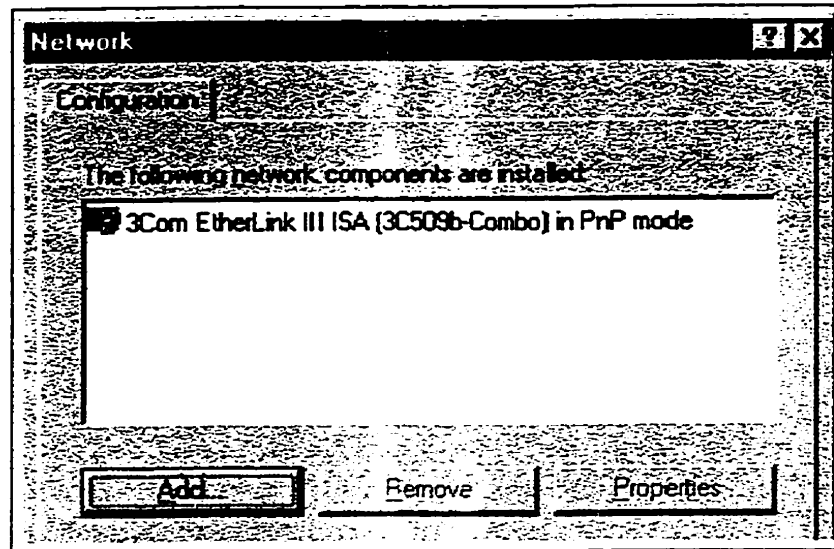 Network
Configuration
The following network components are installed:
3Com EtherLink III ISA (3C509b-Combo) in PnP mode
Add...
Remove
Properties